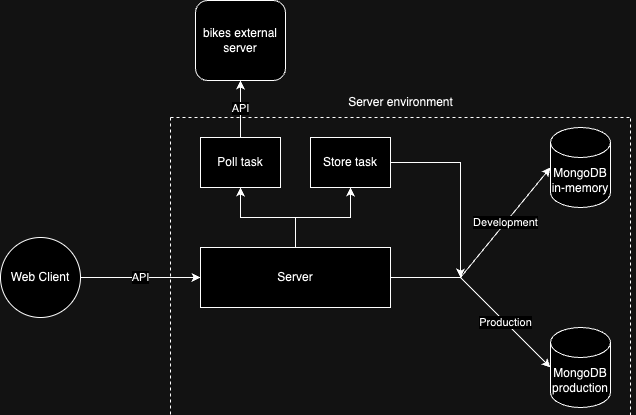 bikes external
server
API
Server environment
Poll task
Store task
MongoDB
in-memory
Development
Web Client
API
Server
Production
MongoDB
production